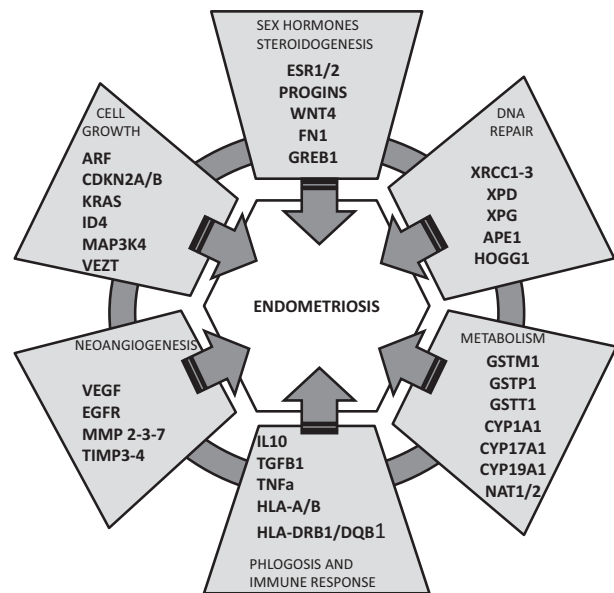 SEX HORMONES
STEROIDOGENESIS
ESR1/2
PROGINS
WNT4
FN1
GREB1
CELL
GROWTH
ARF
CDKN2A/B
KRAS
ID4
MAP3K4
VEZT
DNA
REPAIR
XRCC1-3
XPD
XPG
APE1
HOGG1
ENDOMETRIOSIS
NEOANGIOGENESIS
VEGF
EGFR
MMP 2-3-7
TIMP3-4
METABOLISM
GSTM1
GSTP1
GSTT1
CYP1A1
CYP17A1
CYP19A1
NAT1/2
IL10
TGFB1
TNFa
HLA-A/B
HLA-DRB1/DQB1
PHLOGOSIS AND
IMMUNE RESPONSE